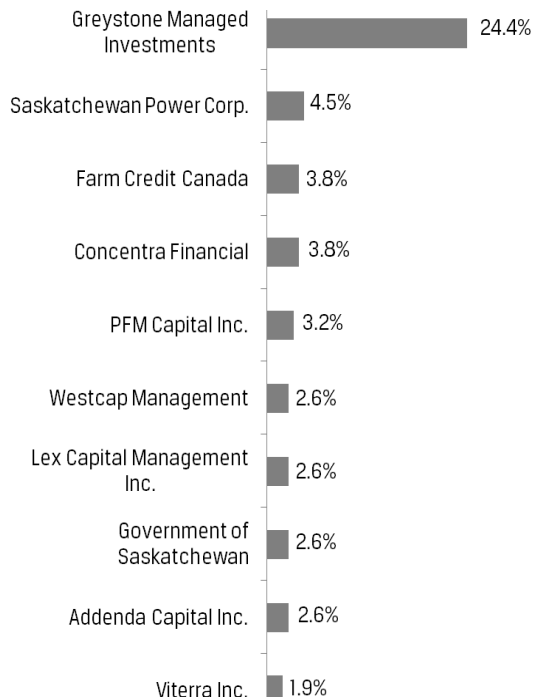 Greystone Managed
Investments
24.4%
Saskatchewan Power Corp.
4.5%
Farm Credit Canada
3.8%
Concentra Financial
3.8%
PFM Capital Inc.
3.2%
Westcap Management
2.6%
Lex Capital Management
Inc.
2.6%
Government of
Saskatchewan
2.6%
Addenda Capital Inc.
2.6%
Viterra Inc.
1.9%